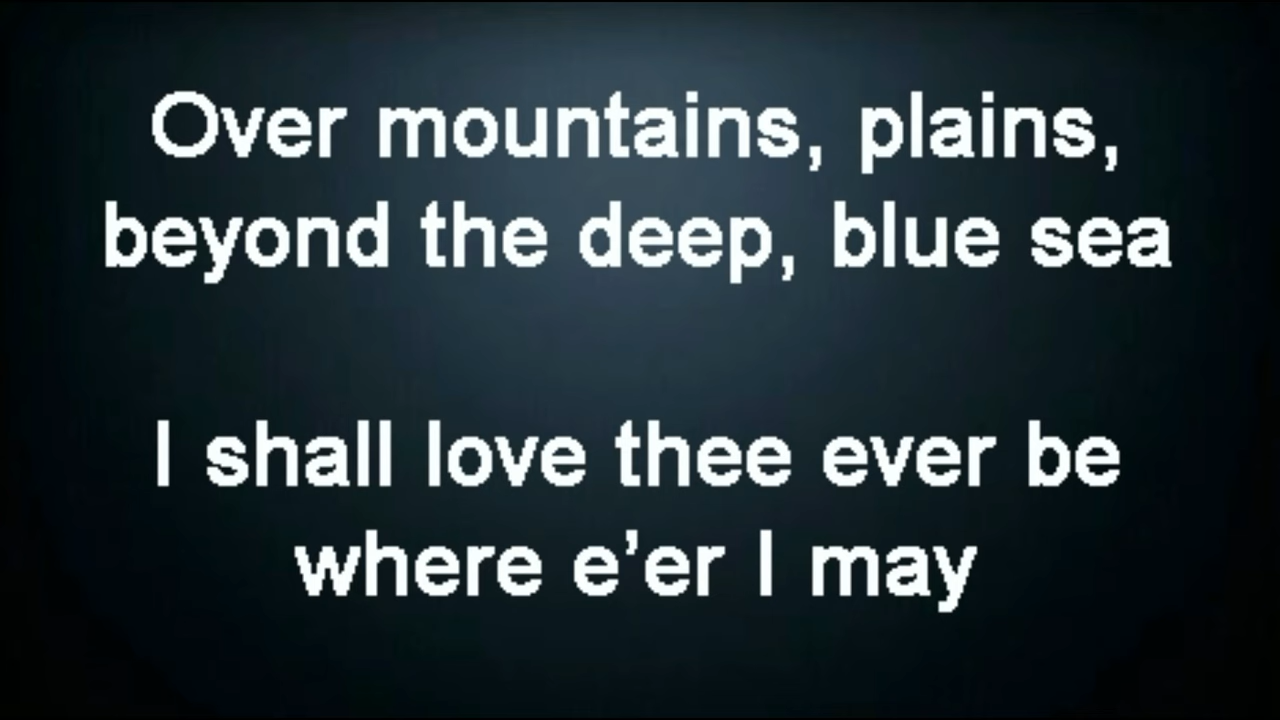 Over mountains, plains,
beyond the deep, blue sea
I shall love thee ever be
where e’er I may